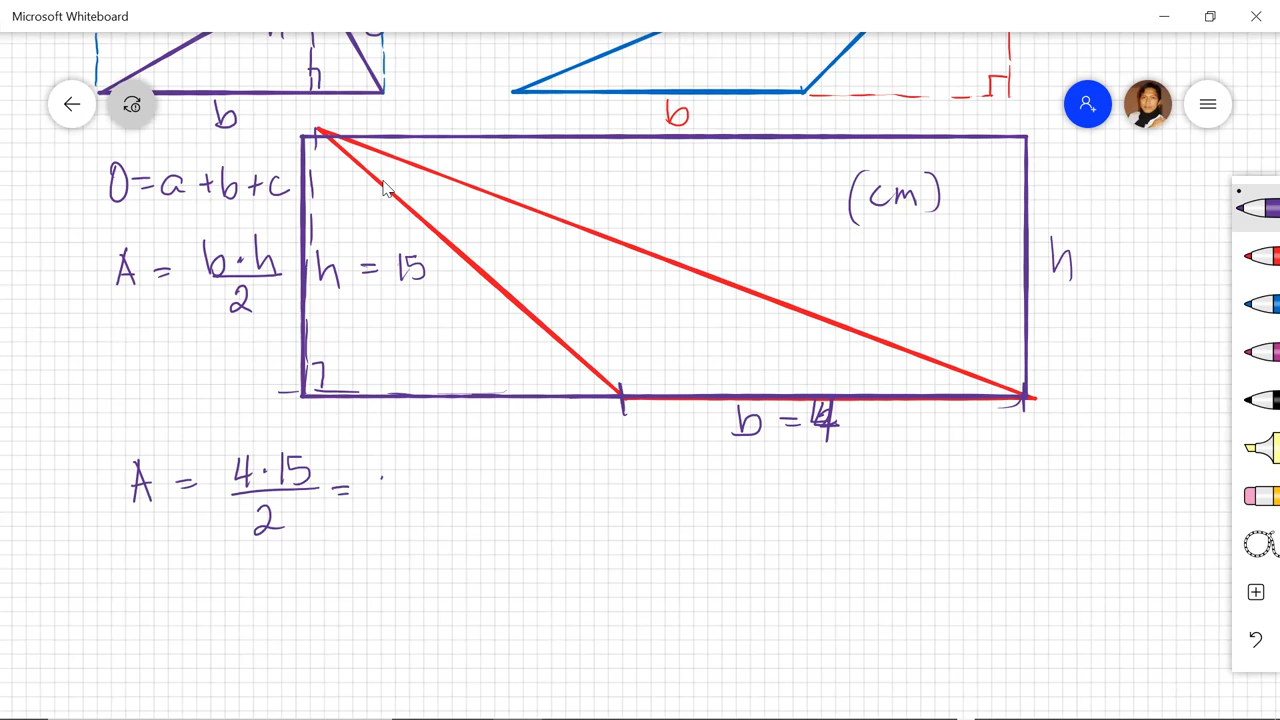 Microsoft Whiteboard
h
b
b
O = a + b + c
(cm)
A = b · h / 2
h = 15
h
b = 4
A = 4 · 15 / 2 =